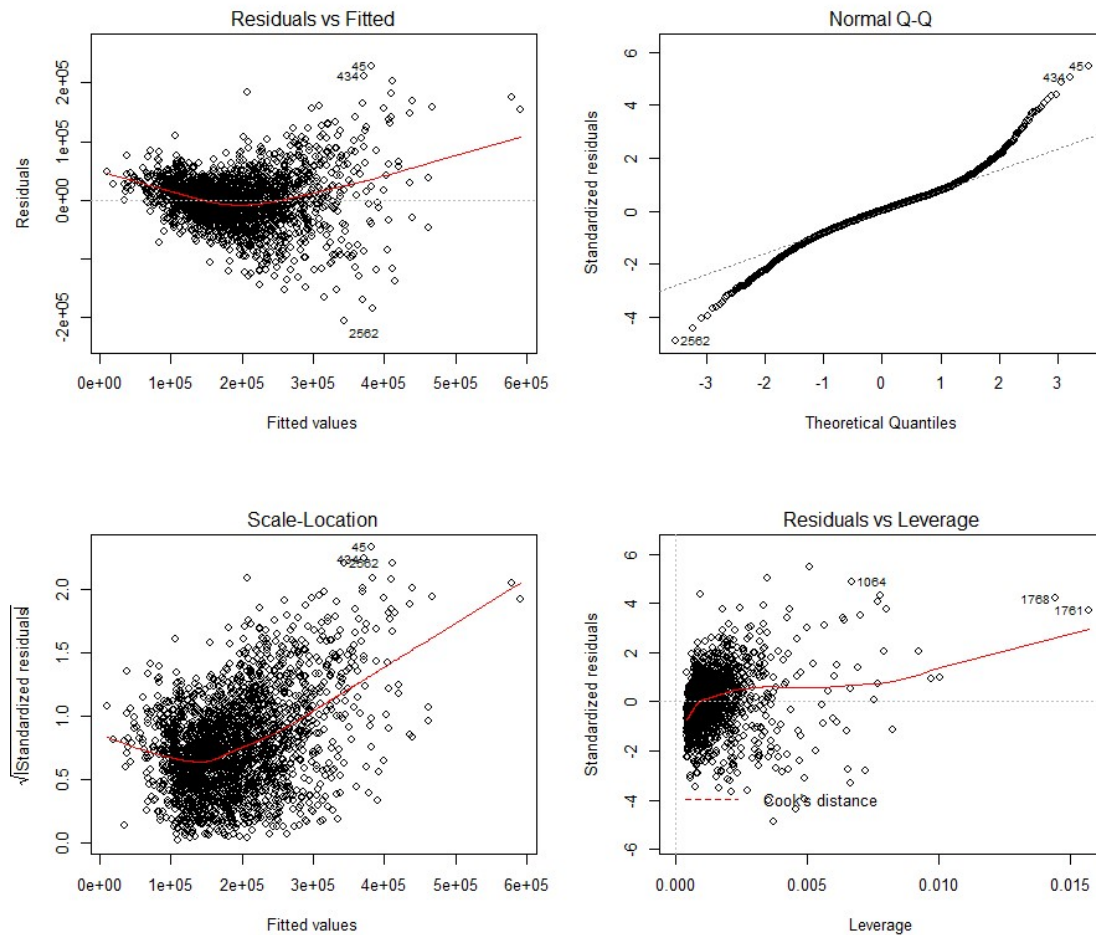 Residuals vs Fitted
Residuals
2e+05
1e+05
0e+00
-2e+05
45
434
2562
0e+00 1e+05 2e+05 3e+05 4e+05 5e+05 6e+05
Fitted values
Normal Q-Q
Standardized residuals
6
4
2
0
-2
-4
45
434
2562
-3 -2 -1 0 1 2 3
Theoretical Quantiles
Scale-Location
√|Standardized residuals|
2.0
1.5
1.0
0.5
0.0
45
434
2562
0e+00 1e+05 2e+05 3e+05 4e+05 5e+05 6e+05
Fitted values
Residuals vs Leverage
Standardized residuals
6
4
2
0
-2
-4
-6
1064
1768
1761
Cook's distance
0.000 0.005 0.010 0.015
Leverage